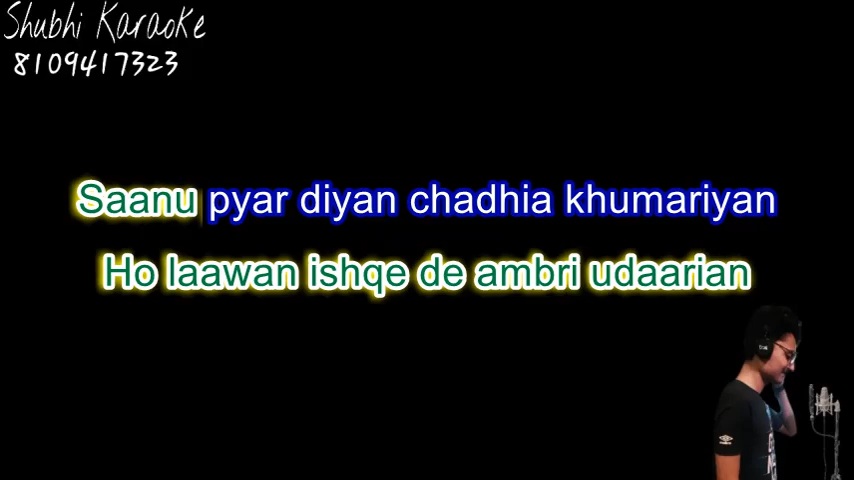 Shubhi Karaoke
8109417323
Saanu pyar diyan chadhia khumariyan
Ho laawan ishqe de ambri udaarian